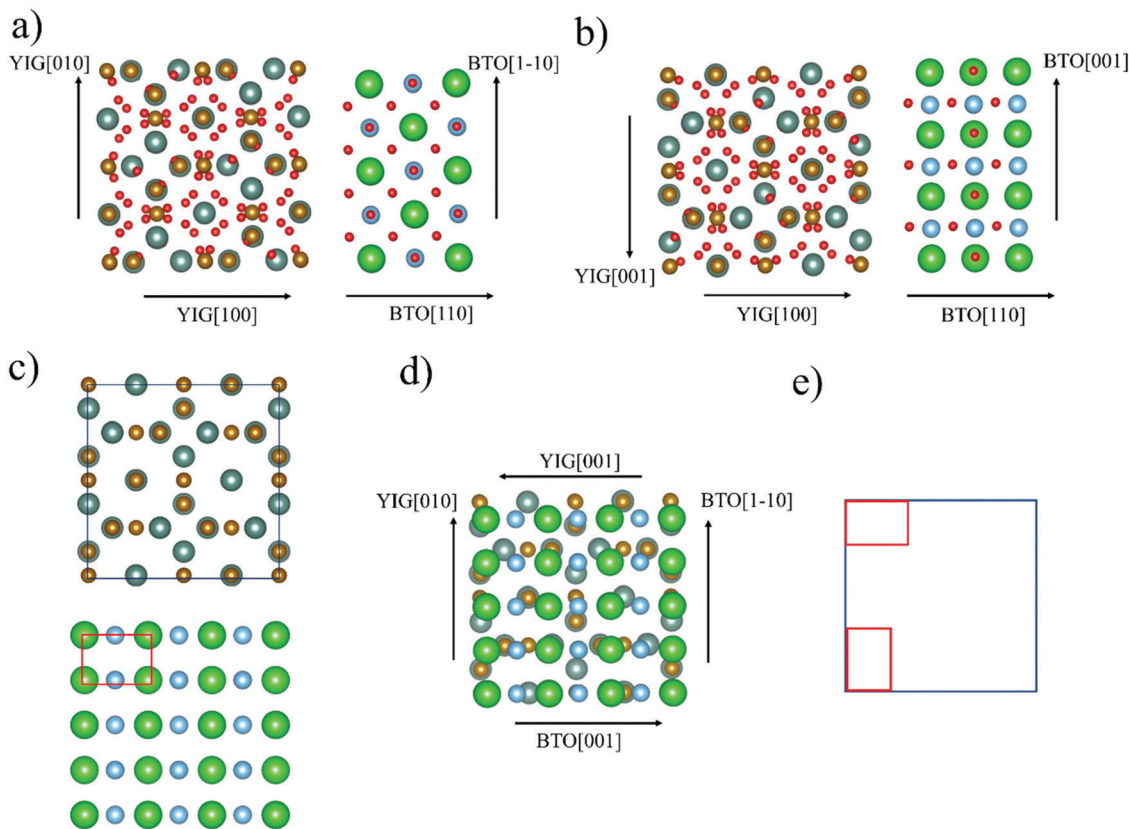 a)
YIG[010]
BTO[1-10]
YIG[100]
BTO[110]
b)
BTO[001]
YIG[001]
YIG[100]
BTO[110]
c)
d)
YIG[001]
YIG[010]
BTO[1-10]
BTO[001]
e)